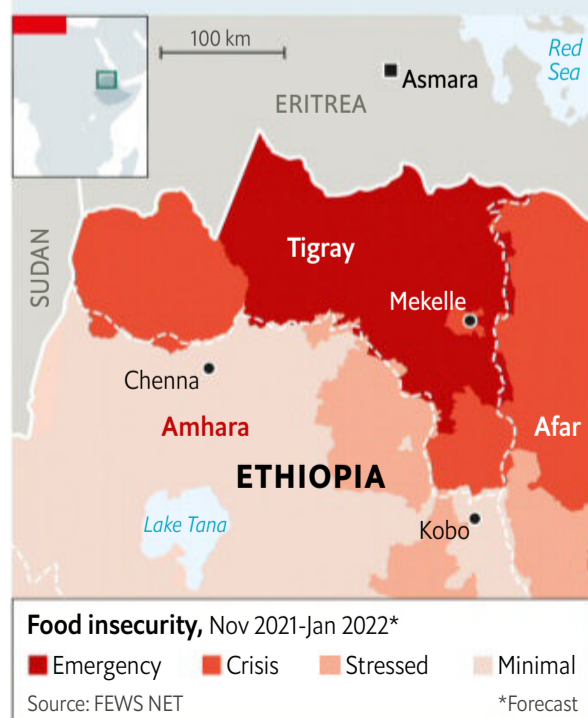 100 km
Red
Sea
Asmara
ERITREA
SUDAN
Tigray
Mekelle
Chenna
Amhara
Afar
ETHIOPIA
Lake Tana
Kobo
Food insecurity, Nov 2021-Jan 2022*
Emergency Crisis Stressed Minimal
Source: FEWS NET *Forecast